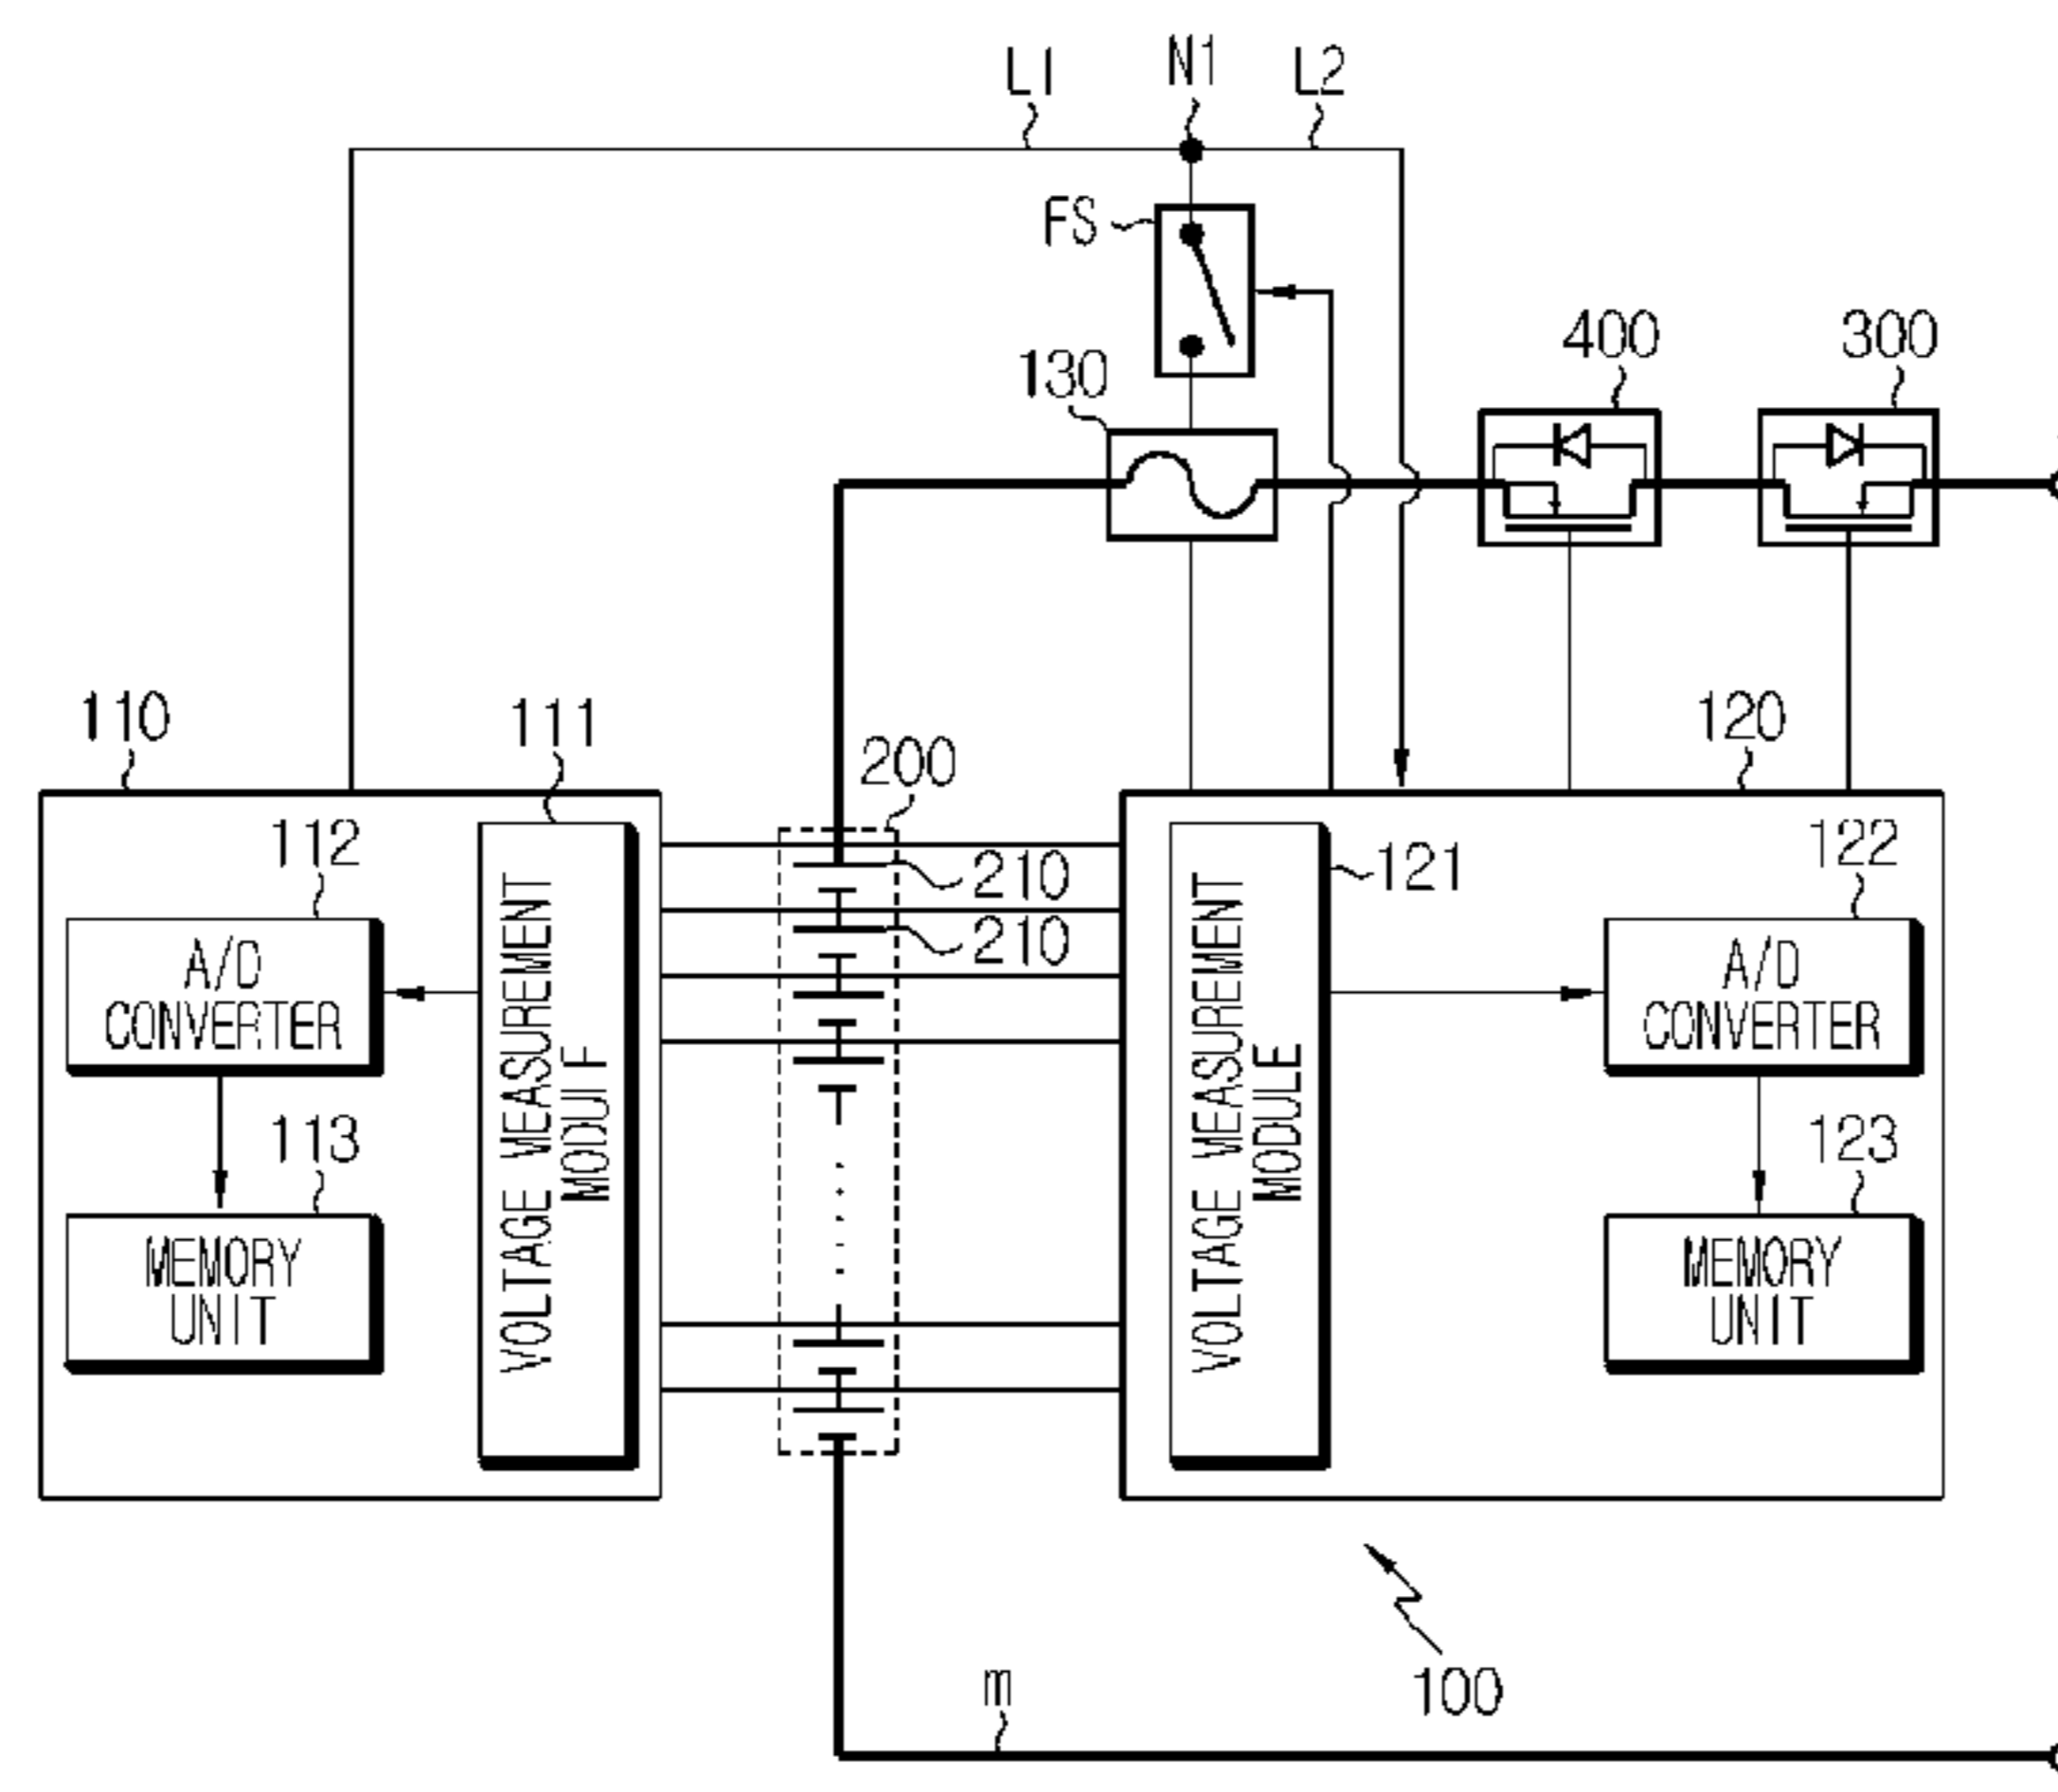 L1
N1
L2
FS
130
400
300
110
111
200
120
112
210
121
122
210
A/D
CONVERTER
VOLTAGE MEASUREMENT
MODULE
VOLTAGE MEASUREMENT
MODULE
A/D
CONVERTER
113
123
MEMORY
UNIT
MEMORY
UNIT
m
100